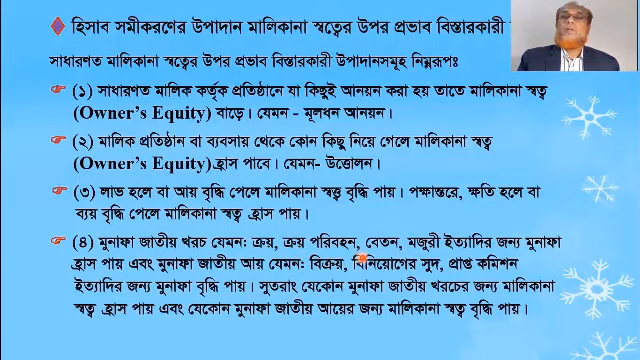 হিসাব সমীকরণের উপাদান মালিকানা স্বত্বের উপর প্রভাব বিস্তারকারী
সাধারণত মালিকানা স্বত্বের উপর প্রভাব বিস্তারকারী উপাদানসমূহ নিম্নরূপঃ
(১) সাধারণত মালিক কর্তৃক প্রতিষ্ঠানে যা কিছুই আনয়ন করা হয় তাতে মালিকানা স্বত্ব
(Owner's Equity) বাড়ে। যেমন - মূলধন আনয়ন।
(২) মালিক প্রতিষ্ঠান বা ব্যবসায় থেকে কোন কিছু নিয়ে গেলে মালিকানা স্বত্ব
(Owner's Equity) হ্রাস পাবে। যেমন- উত্তোলন।
(৩) লাভ হলে বা আয় বৃদ্ধি পেলে মালিকানা স্বত্ত্ব বৃদ্ধি পায়। পক্ষান্তরে, ক্ষতি হলে বা
ব্যয় বৃদ্ধি পেলে মালিকানা স্বত্ব হ্রাস পায়।
(৪) মুনাফা জাতীয় খরচ যেমনঃ ক্রয়, ক্রয় পরিবহন, বেতন, মজুরী ইত্যাদির জন্য মুনাফা
হ্রাস পায় এবং মুনাফা জাতীয় আয় যেমনঃ বিক্রয়, বিনিয়োগের সুদ, প্রাপ্ত কমিশন
ইত্যাদির জন্য মুনাফা বৃদ্ধি পায়। সুতরাং যেকোন মুনাফা জাতীয় খরচের জন্য মালিকানা
স্বত্ব হ্রাস পায় এবং যেকোন মুনাফা জাতীয় আয়ের জন্য মালিকানা স্বত্ব বৃদ্ধি পায়।